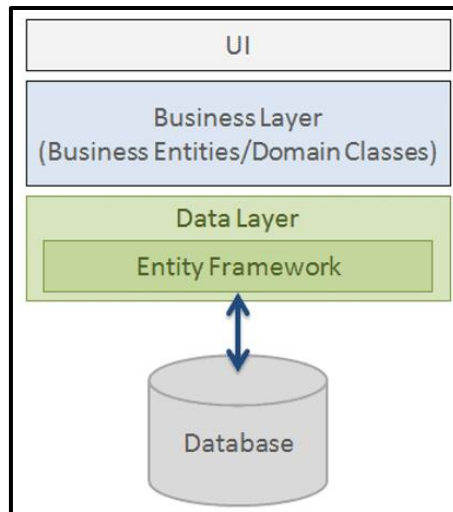 UI
Business Layer
(Business Entities/Domain Classes)
Data Layer
Entity Framework
Database